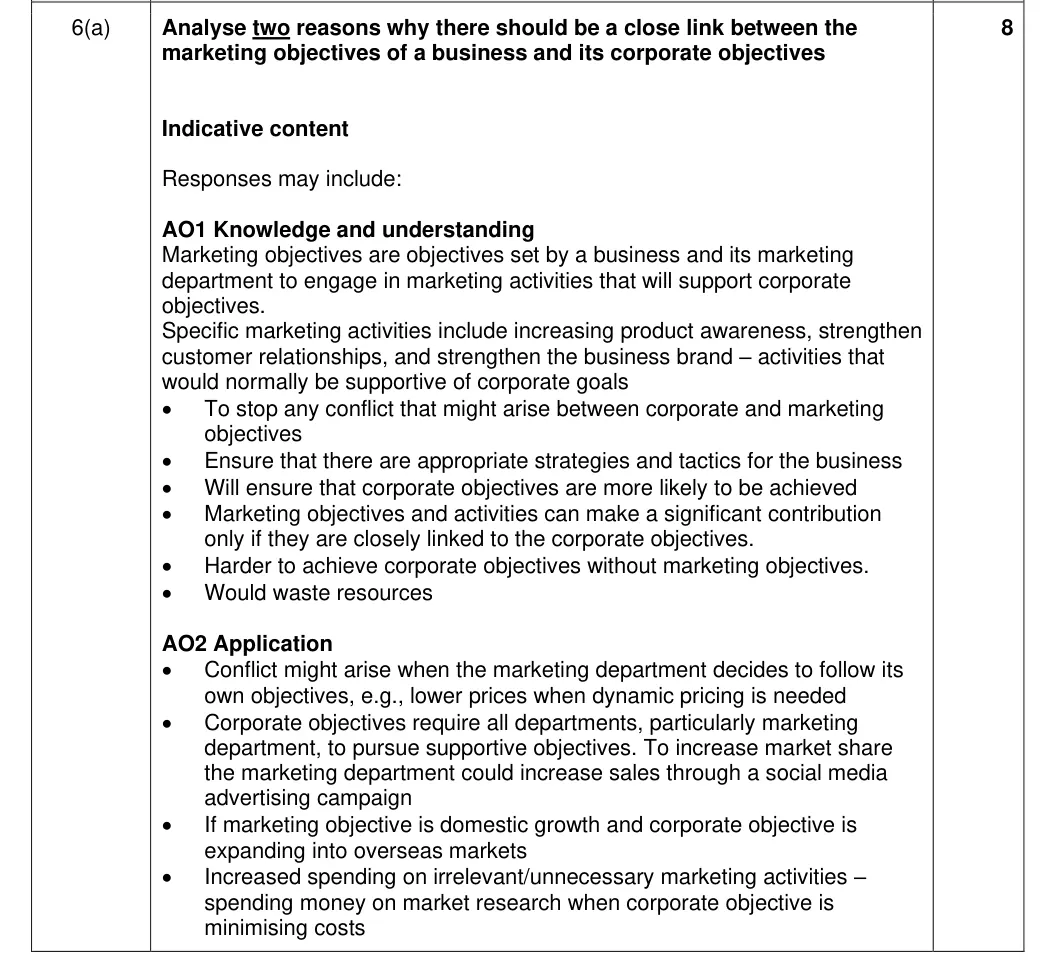 6(a)
Analyse two reasons why there should be a close link between the
marketing objectives of a business and its corporate objectives
8
Indicative content
Responses may include:
AO1 Knowledge and understanding
Marketing objectives are objectives set by a business and its marketing
department to engage in marketing activities that will support corporate
objectives.
Specific marketing activities include increasing product awareness, strengthen
customer relationships, and strengthen the business brand – activities that
would normally be supportive of corporate goals
• To stop any conflict that might arise between corporate and marketing
objectives
• Ensure that there are appropriate strategies and tactics for the business
• Will ensure that corporate objectives are more likely to be achieved
• Marketing objectives and activities can make a significant contribution
only if they are closely linked to the corporate objectives.
• Harder to achieve corporate objectives without marketing objectives.
• Would waste resources
AO2 Application
• Conflict might arise when the marketing department decides to follow its
own objectives, e.g., lower prices when dynamic pricing is needed
• Corporate objectives require all departments, particularly marketing
department, to pursue supportive objectives. To increase market share
the marketing department could increase sales through a social media
advertising campaign
• If marketing objective is domestic growth and corporate objective is
expanding into overseas markets
• Increased spending on irrelevant/unnecessary marketing activities –
spending money on market research when corporate objective is
minimising costs